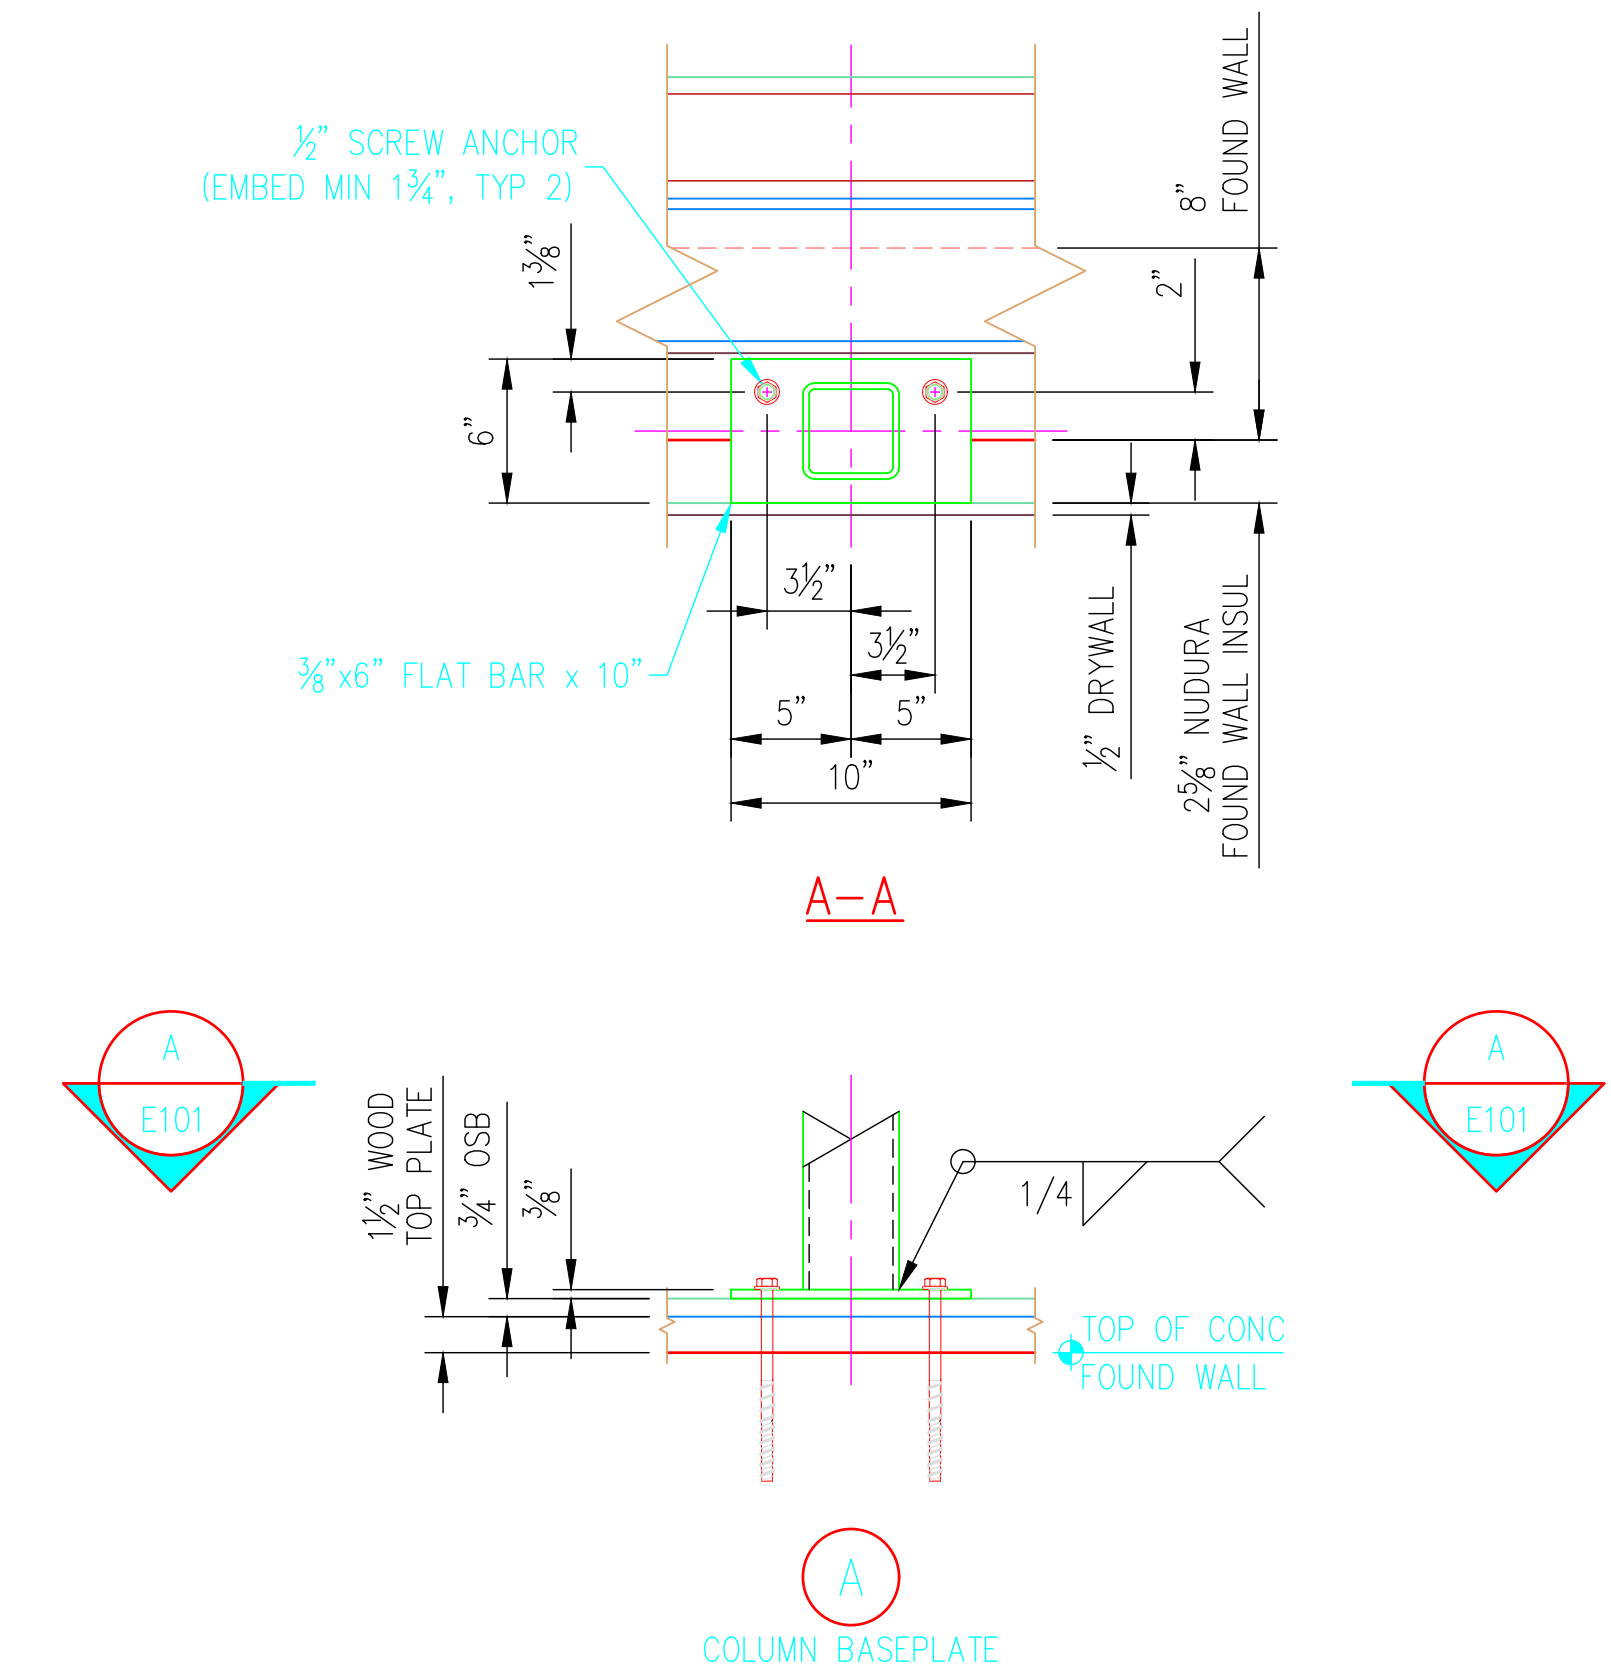 ½” SCREW ANCHOR
(EMBED MIN 1¾”, TYP 2)
8”
FOUND WALL
1⅜”
2”
6”
3½”
3½”
⅜”x6” FLAT BAR x 10”
5”
5”
10”
½” DRYWALL
2⅝” NUDURA
FOUND WALL INSUL
A-A
A
E101
A
E101
1½” WOOD
TOP PLATE
¾” OSB
⅜”
1/4
TOP OF CONC
FOUND WALL
A
COLUMN BASEPLATE